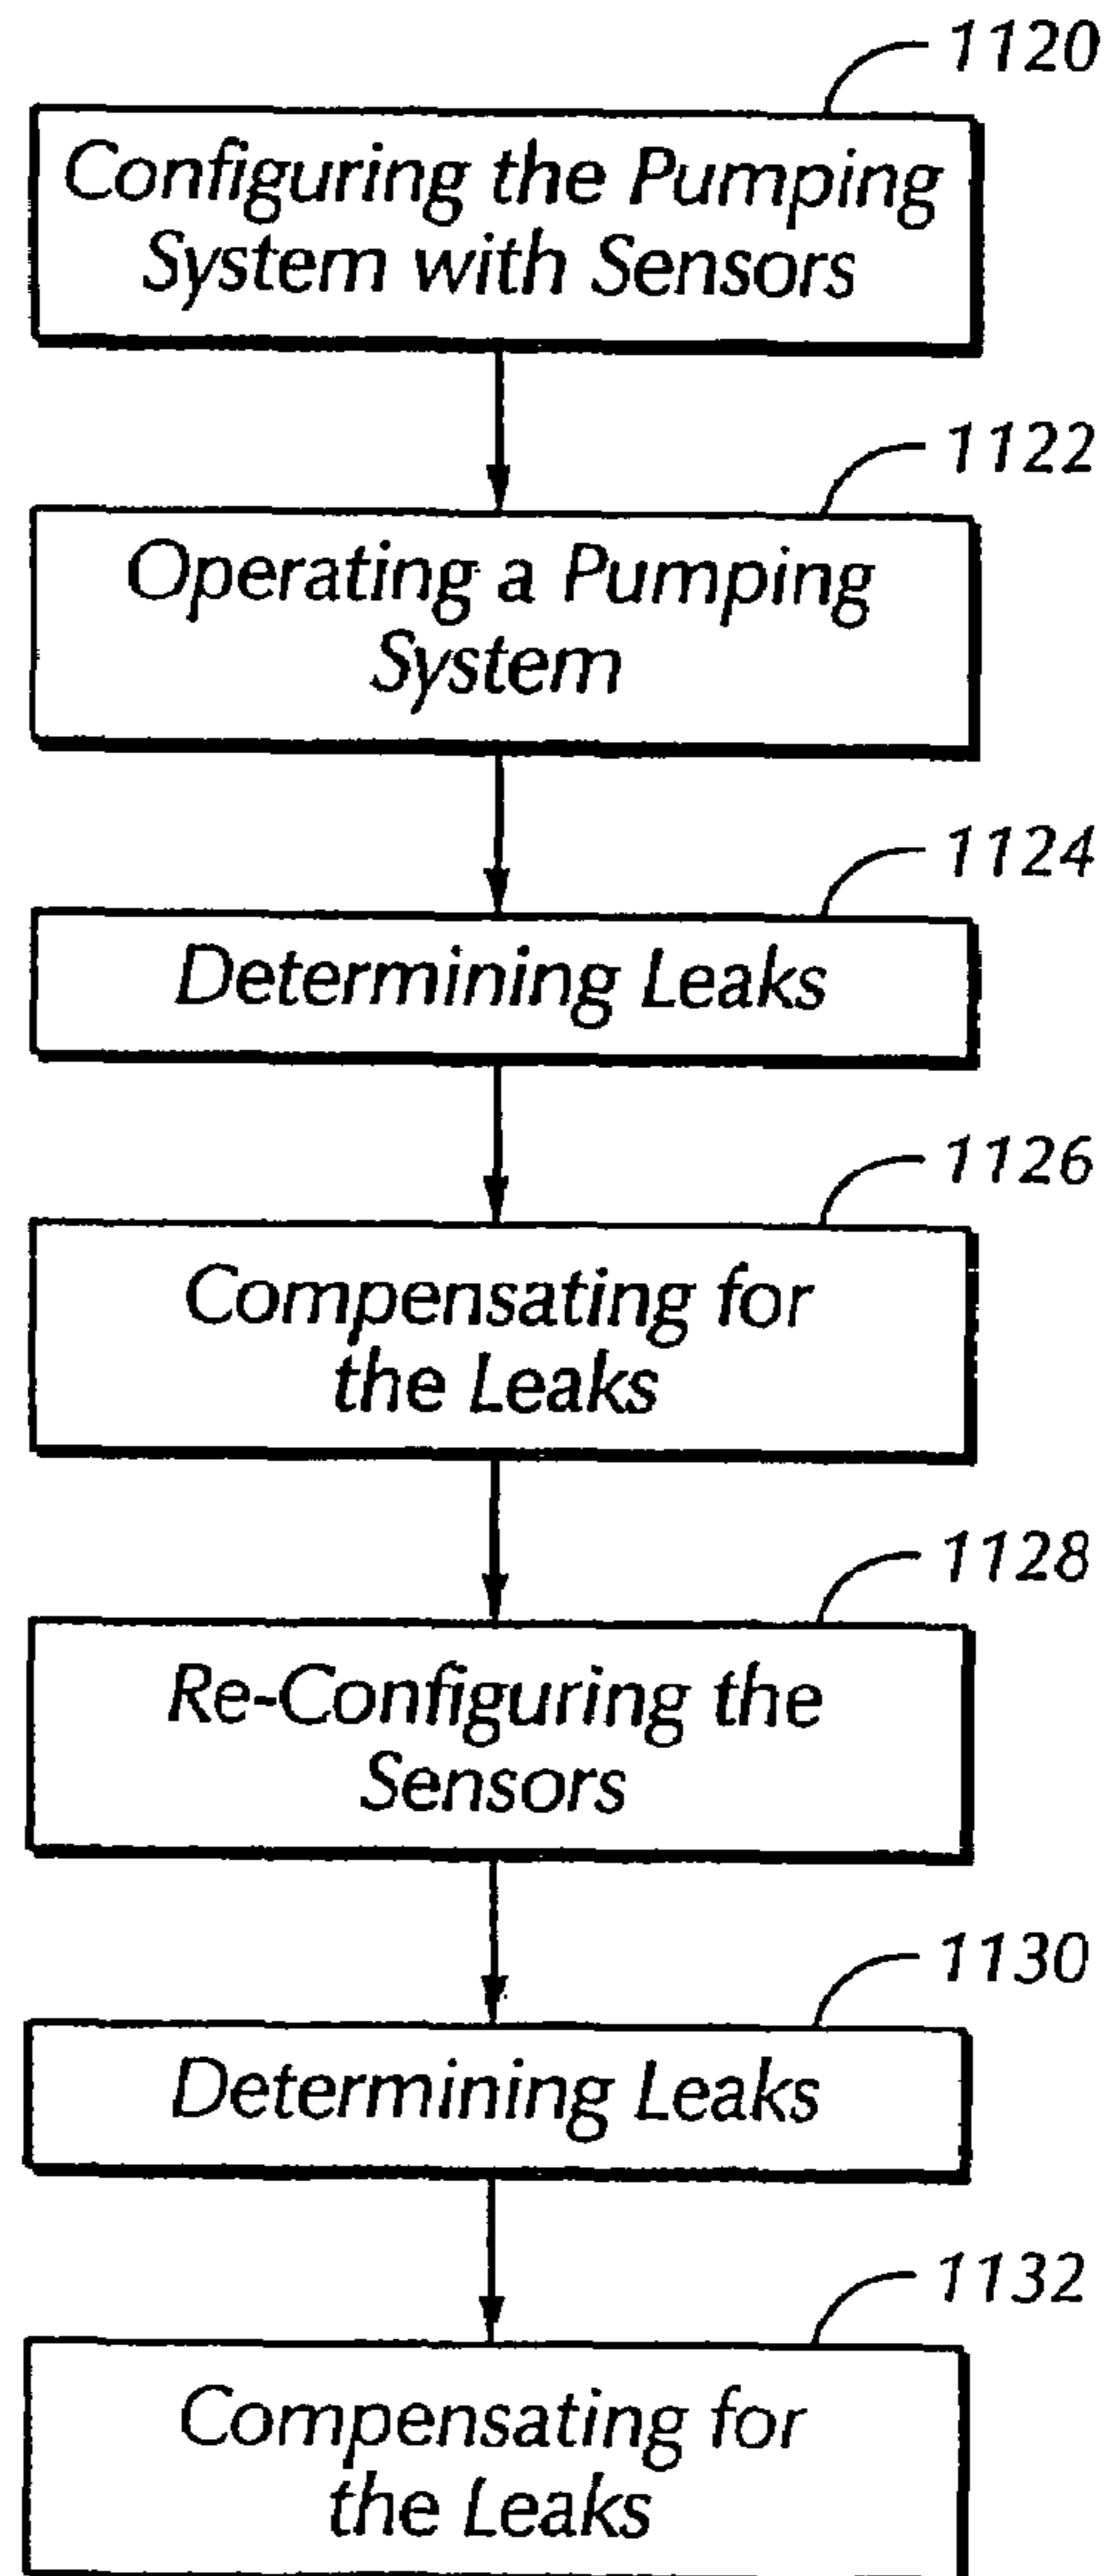 1120
Configuring the Pumping
System with Sensors
1122
Operating a Pumping
System
1124
Determining Leaks
1126
Compensating for
the Leaks
1128
Re-Configuring the
Sensors
1130
Determining Leaks
1132
Compensating for
the Leaks